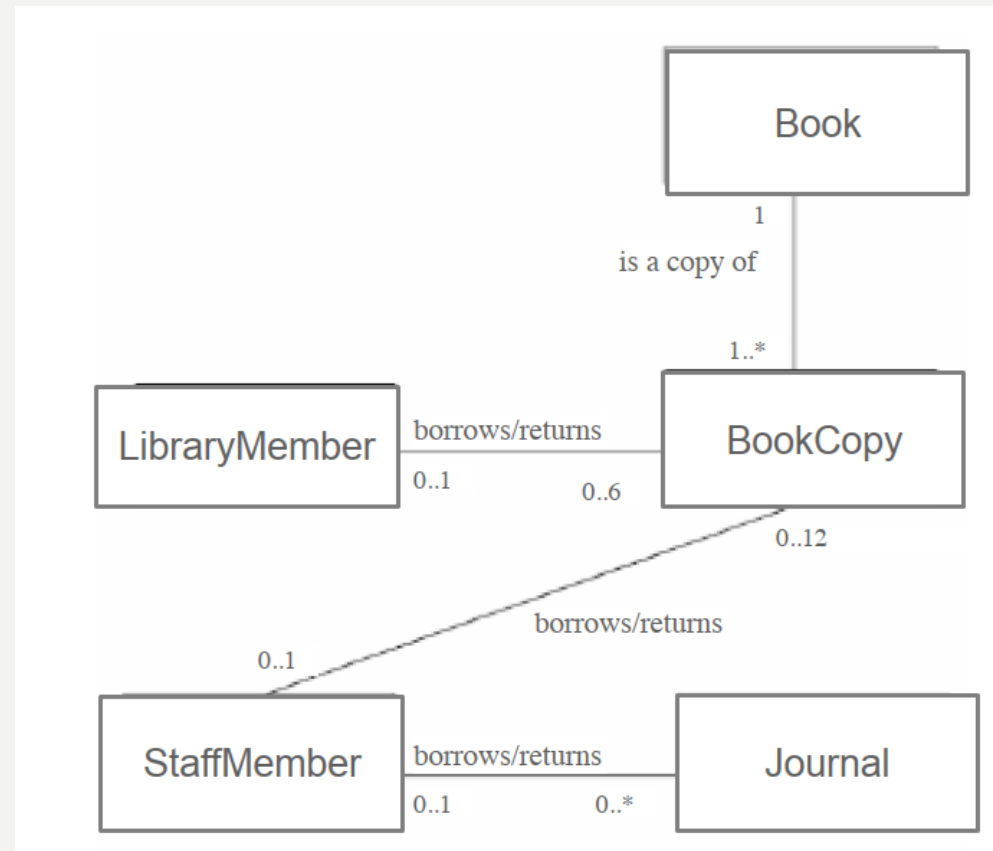 Book
1
is a copy of
1..*
LibraryMember
borrows/returns
BookCopy
0..1
0..6
0..12
borrows/returns
0..1
StaffMember
borrows/returns
Journal
0..1
0..*